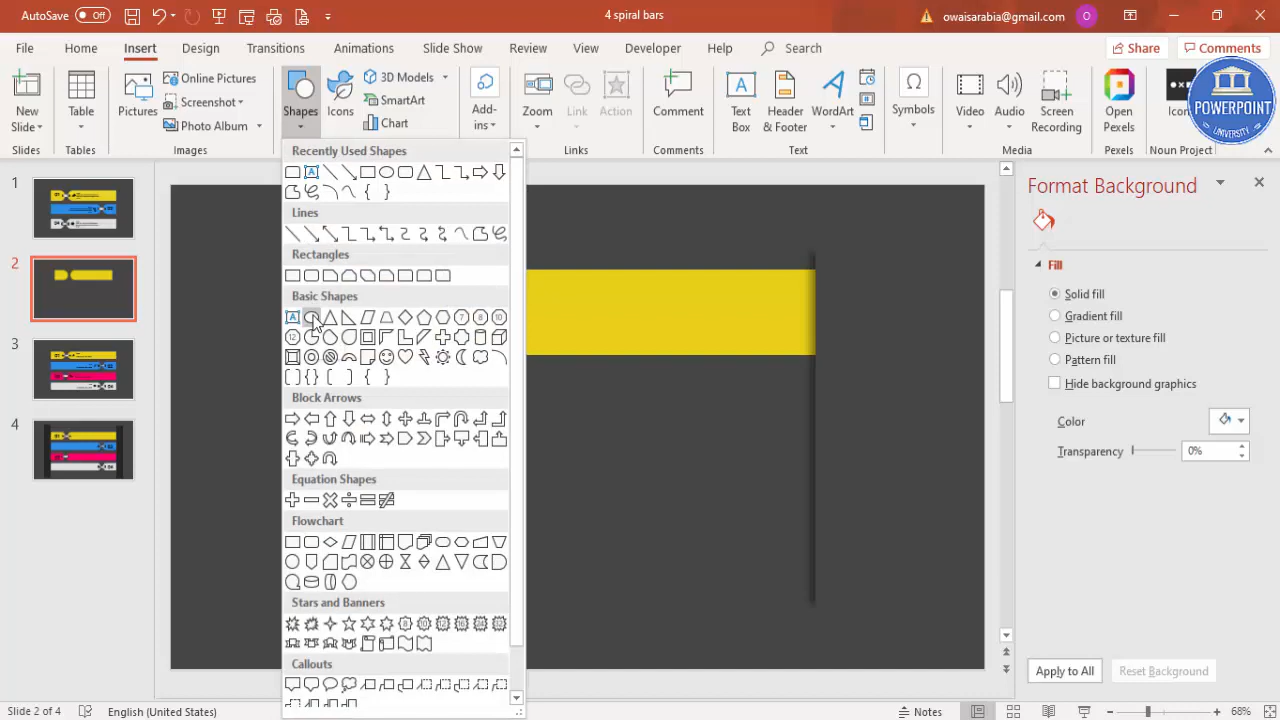 AutoSave Off
4 spiral bars
owaisarabia@gmail.com O
File Home Insert Design Transitions Animations Slide Show Review View Developer Help Search Share Comments
New Slide
Slides
Table
Tables
Pictures
Online Pictures
Screenshot
Photo Album
Images
Shapes
Icons
3D Models
SmartArt
Chart
Add-ins
Zoom
Link
Action
Links
Comment
Comments
Text Box
Header & Footer
WordArt
Text
Symbols
Video
Audio
Screen Recording
Media
Open Pexels
Pexels
Noun Project
POWERPOINT
UNIVERSITY
Recently Used Shapes
Lines
Rectangles
Basic Shapes
Block Arrows
Equation Shapes
Flowchart
Stars and Banners
Callouts
1
2
3
4
Format Background
Fill
Solid fill
Gradient fill
Picture or texture fill
Pattern fill
Hide background graphics
Color
Transparency 0%
Apply to All Reset Background
Slide 2 of 4 English (United States) Notes 68%